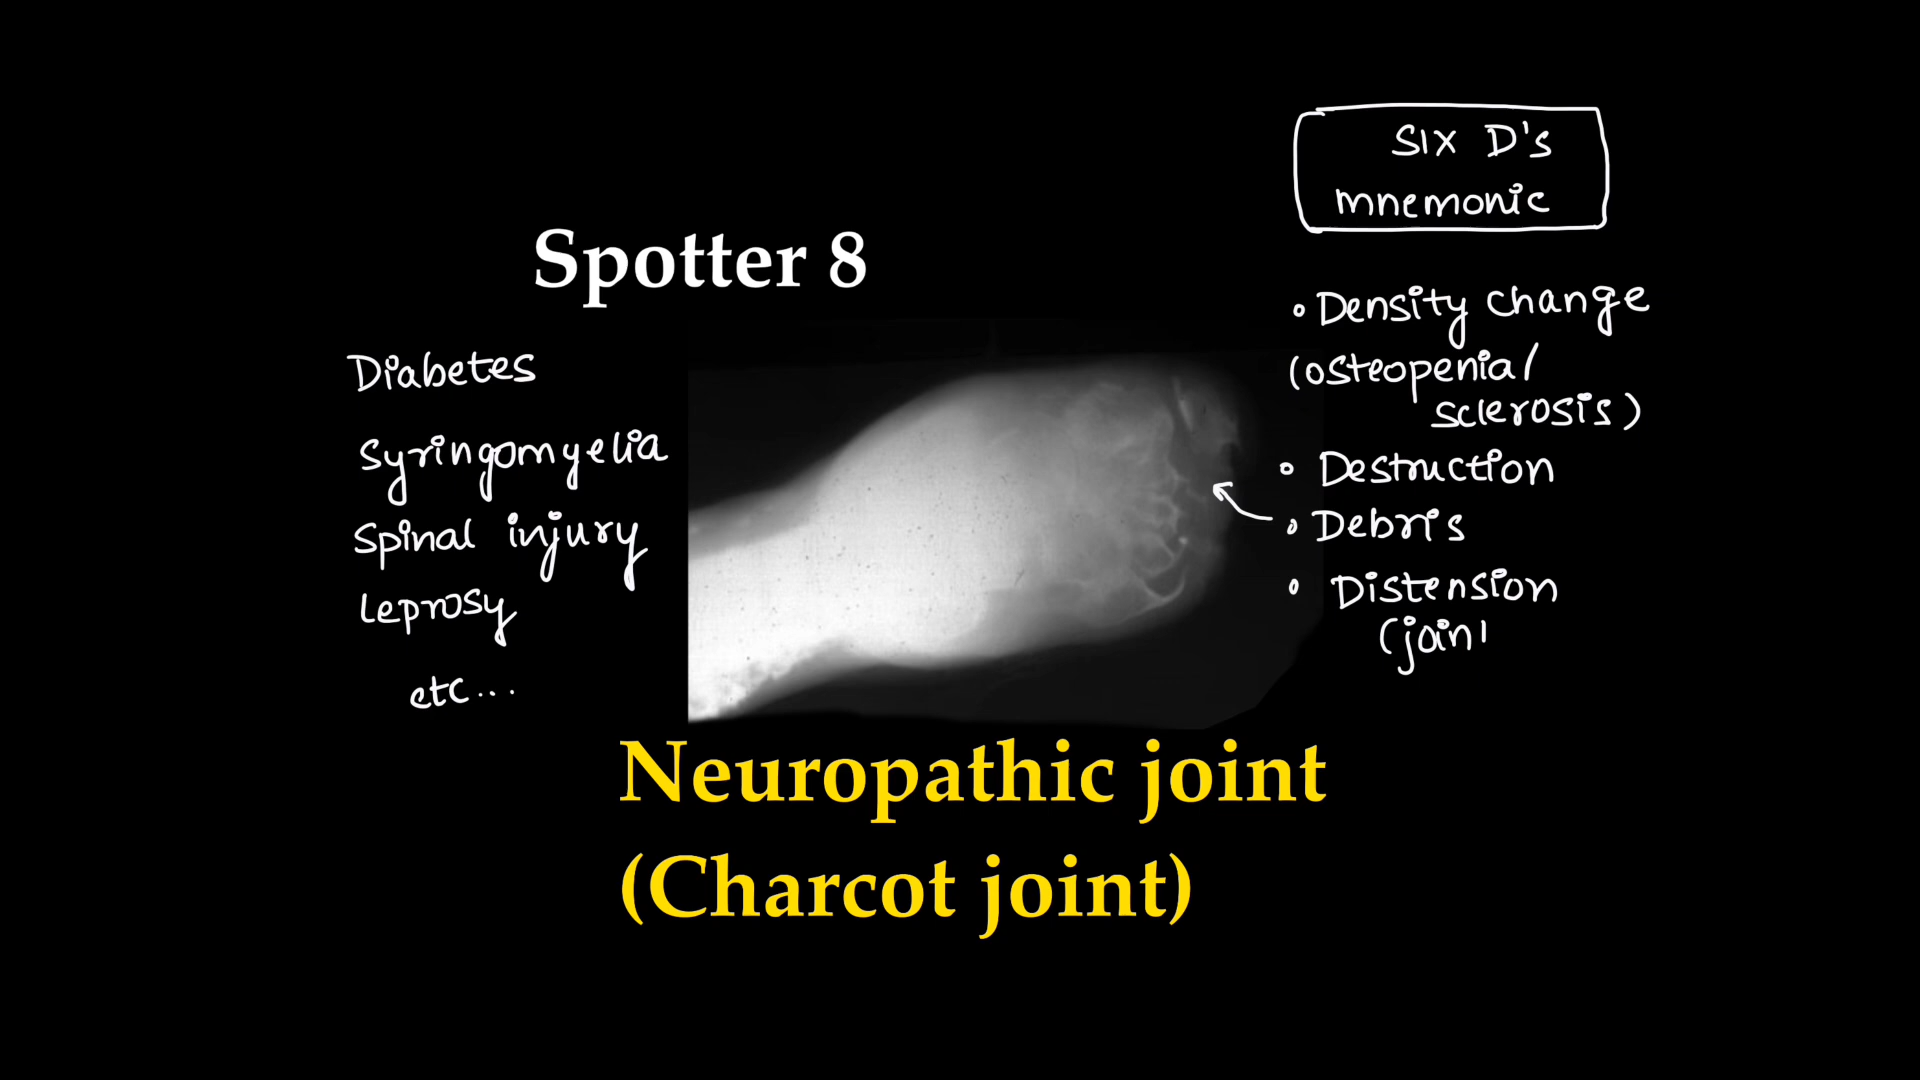 Spotter 8
Diabetes
Syringomyelia
Spinal injury
Leprosy
etc...
SIX D's
mnemonic
• Density change
(osteopenia/
sclerosis)
• Destruction
• Debris
• Distension
(join
Neuropathic joint
(Charcot joint)